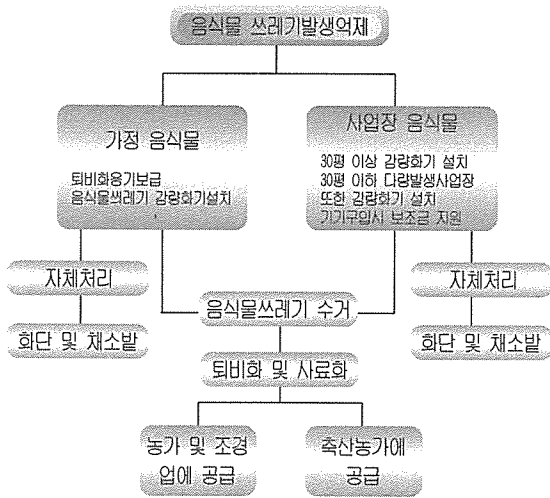 음식물 쓰레기발생억제
가정 음식물
퇴비화용기보급
음식물쓰레기 감량화기설치
사업장 음식물
30평 이상 감량화기 설치
30평 이하 다량발생사업장
또한 감량화기 설치
기기구입시 보조금 지원
자체처리
화단 및 채소밭
음식물쓰레기 수거
자체처리
화단 및 채소밭
퇴비화 및 사료화
농가 및 조경
업에 공급
축산농가에
공급